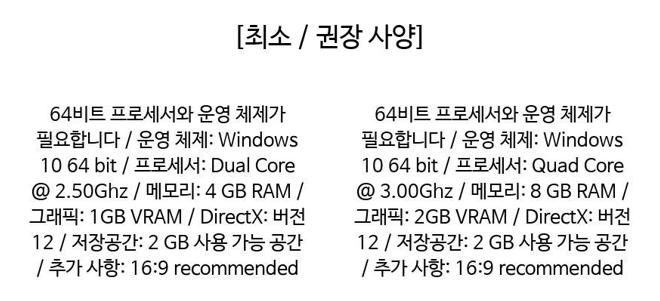 [최소 / 권장 사양]
64비트 프로세서와 운영 체제가
필요합니다 / 운영 체제: Windows
10 64 bit / 프로세서: Dual Core
@ 2.50Ghz / 메모리: 4 GB RAM /
그래픽: 1GB VRAM / DirectX: 버전
12 / 저장공간: 2 GB 사용 가능 공간
/ 추가 사항: 16:9 recommended
64비트 프로세서와 운영 체제가
필요합니다 / 운영 체제: Windows
10 64 bit / 프로세서: Quad Core
@ 3.00Ghz / 메모리: 8 GB RAM /
그래픽: 2GB VRAM / DirectX: 버전
12 / 저장공간: 2 GB 사용 가능 공간
/ 추가 사항: 16:9 recommended